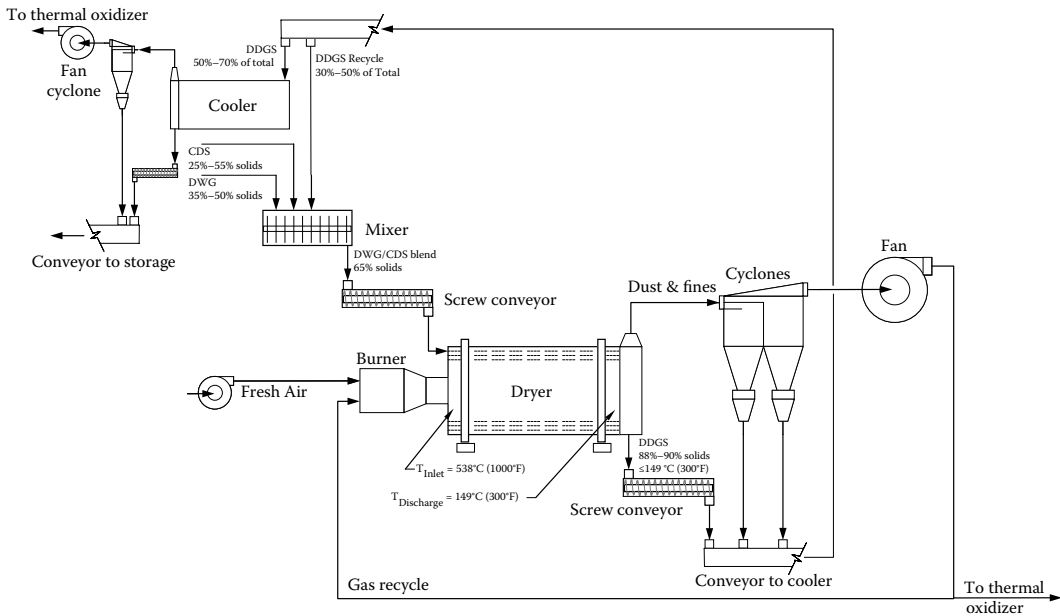 To thermal oxidizer
Fan
cyclone
DDGS
50%–70% of total
DDGS Recycle
30%–50% of Total
Cooler
CDS
25%–55% solids
DWG
35%–50% solids
Conveyor to storage
Mixer
DWG/CDS blend
65% solids
Screw conveyor
Fan
Cyclones
Dust & fines
Burner
Fresh Air
Dryer
DDGS
88%–90% solids
≤149 °C (300°F)
T Inlet = 538°C (1000°F)
T Discharge = 149°C (300°F)
Screw conveyor
Conveyor to cooler
Gas recycle
To thermal
oxidizer